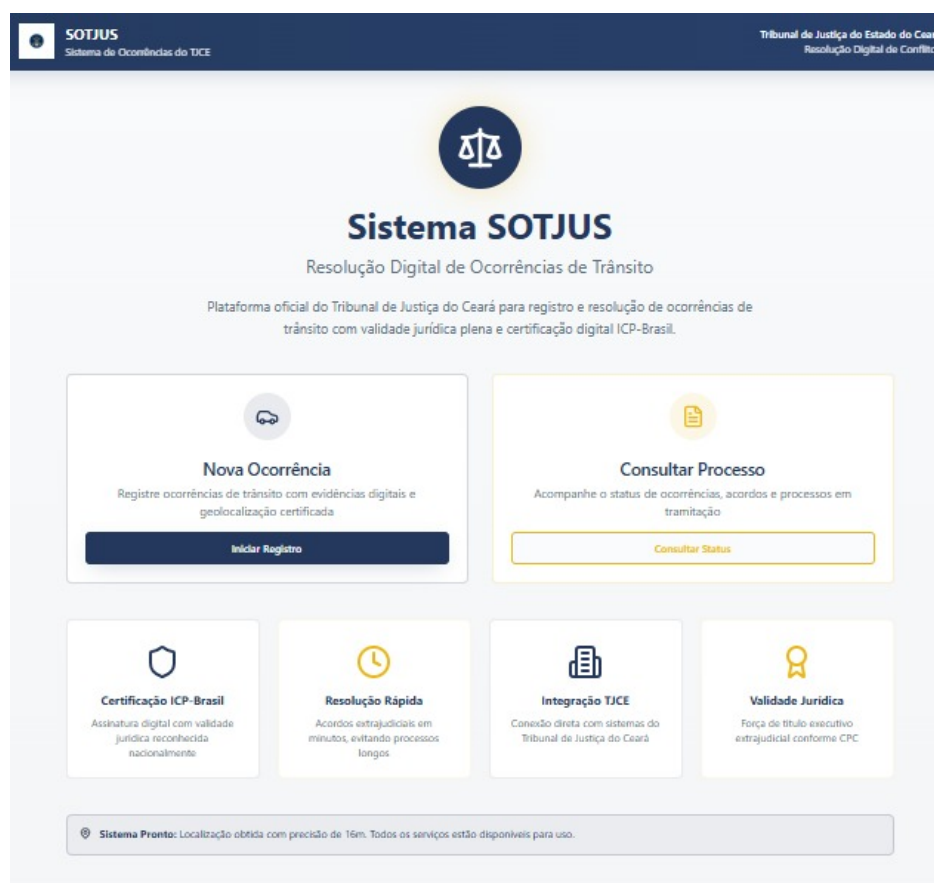 SOTJUS
Sistema de Ocorrências do TJCE
Tribunal de Justiça do Estado do Cear
Resolução Digital de Conflito
Sistema SOTJUS
Resolução Digital de Ocorrências de Trânsito
Plataforma oficial do Tribunal de Justiça do Ceará para registro e resolução de ocorrências de
trânsito com validade jurídica plena e certificação digital ICP-Brasil.
Nova Ocorrência
Registre ocorrências de trânsito com evidências digitais e
geolocalização certificada
Iniciar Registro
Consultar Processo
Acompanhe o status de ocorrências, acordos e processos em
tramitação
Consultar Status
Certificação ICP-Brasil
Assinatura digital com validade
jurídica reconhecida
nacionalmente
Resolução Rápida
Acordos extrajudiciais em
minutos, evitando processos
longos
Integração TJCE
Conexão direta com sistemas do
Tribunal de Justiça do Ceará
Validade Jurídica
Força de título executivo
extrajudicial conforme CPC
Sistema Pronto: Localização obtida com precisão de 16m. Todos os serviços estão disponíveis para uso.